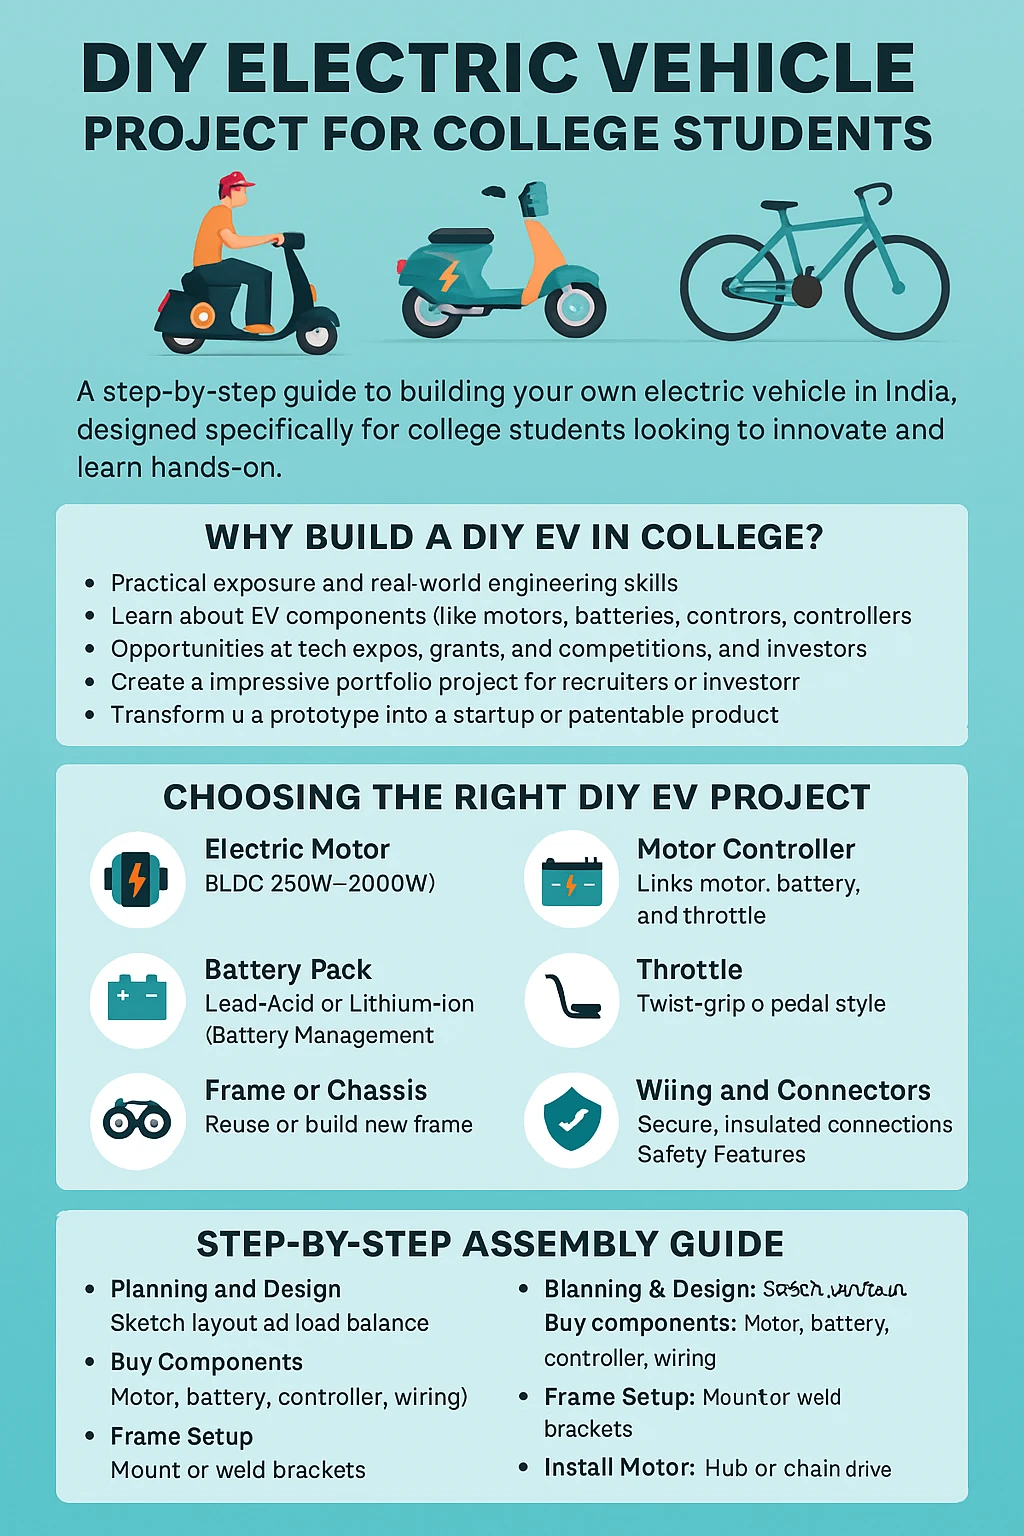 DIY ELECTRIC VEHICLE
PROJECT FOR COLLEGE STUDENTS
A step-by-step guide to building your own electric vehicle in India,
designed specifically for college students looking to innovate and
learn hands-on.
WHY BUILD A DIY EV IN COLLEGE?
• Practical exposure and real-world engineering skills
• Learn about EV components (like motors, batteries, contrors, controllers
• Opportunities at tech expos, grants, and competitions, and investors
• Create a impressive portfolio project for recruiters or investorr
• Transform u a prototype into a startup or patentable product
CHOOSING THE RIGHT DIY EV PROJECT
Electric Motor
BLDC 250W–2000W)
Motor Controller
Links motor. battery,
and throttle
Battery Pack
Lead-Acid or Lithium-ion
(Battery Management
Throttle
Twist-grip o pedal style
Frame or Chassis
Reuse or build new frame
Wiing and Connectors
Secure, insulated connections
Safety Features
STEP-BY-STEP ASSEMBLY GUIDE
• Planning and Design
Sketch layout ad load balance
• Buy Components
Motor, battery, controller, wiring)
• Frame Setup
Mount or weld brackets
• Blanning & Design:
Buy components: Motor, battery,
controller, wiring
• Frame Setup: Mount or weld
brackets
• Install Motor: Hub or chain drive